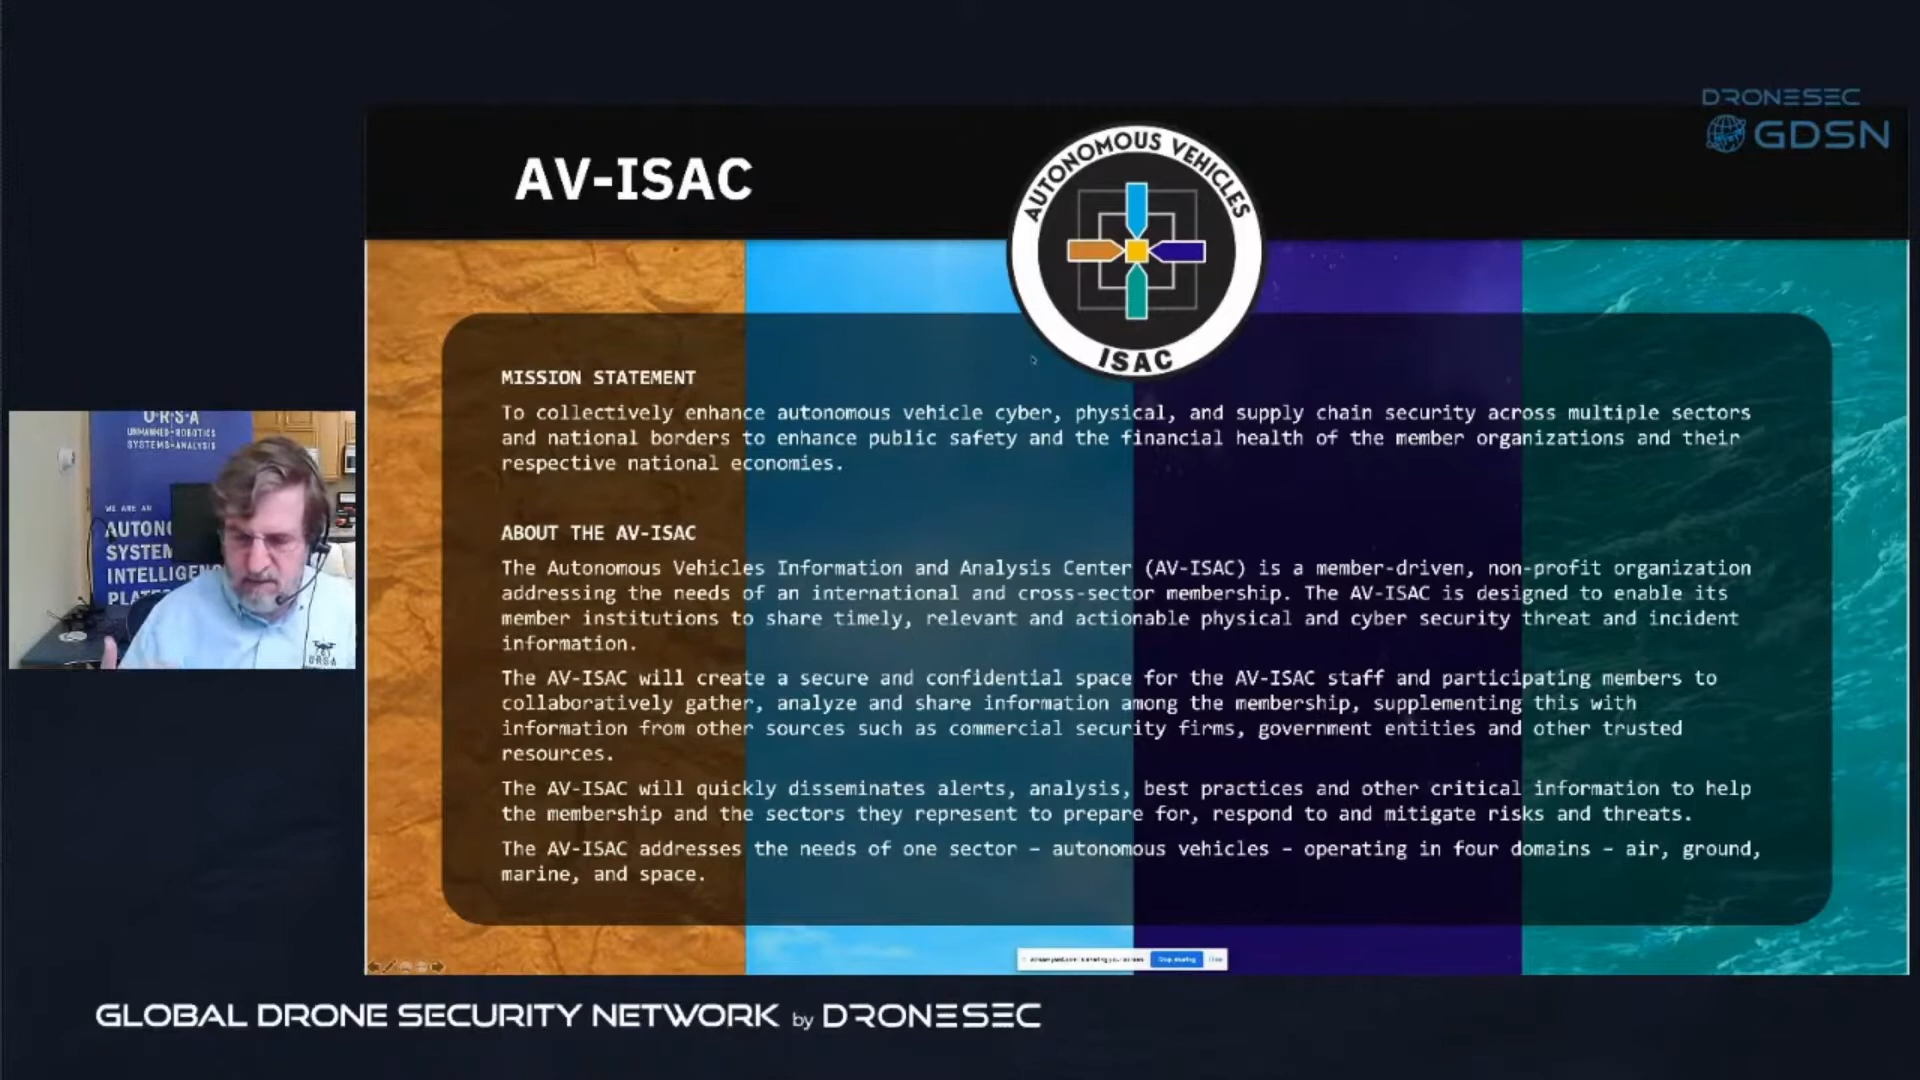 DRONESEC
GDSN
AV-ISAC
AUTONOMOUS VEHICLES
ISAC
MISSION STATEMENT
To collectively enhance autonomous vehicle cyber, physical, and supply chain security across multiple sectors
and national borders to enhance public safety and the financial health of the member organizations and their
respective national economies.
ABOUT THE AV-ISAC
The Autonomous Vehicles Information and Analysis Center (AV-ISAC) is a member-driven, non-profit organization
addressing the needs of an international and cross-sector membership. The AV-ISAC is designed to enable its
member institutions to share timely, relevant and actionable physical and cyber security threat and incident
information.
The AV-ISAC will create a secure and confidential space for the AV-ISAC staff and participating members to
collaboratively gather, analyze and share information among the membership, supplementing this with
information from other sources such as commercial security firms, government entities and other trusted
resources.
The AV-ISAC will quickly disseminates alerts, analysis, best practices and other critical information to help
the membership and the sectors they represent to prepare for, respond to and mitigate risks and threats.
The AV-ISAC addresses the needs of one sector – autonomous vehicles – operating in four domains – air, ground,
marine, and space.
U·R·S·A
UNMANNED·ROBOTICS
SYSTEMS·ANALYSIS
WE ARE AN
AUTON
SYSTEM
INTELLIGEN
PLAT
URSA
Stop sharing
Hide
GLOBAL DRONE SECURITY NETWORK by DRONESEC